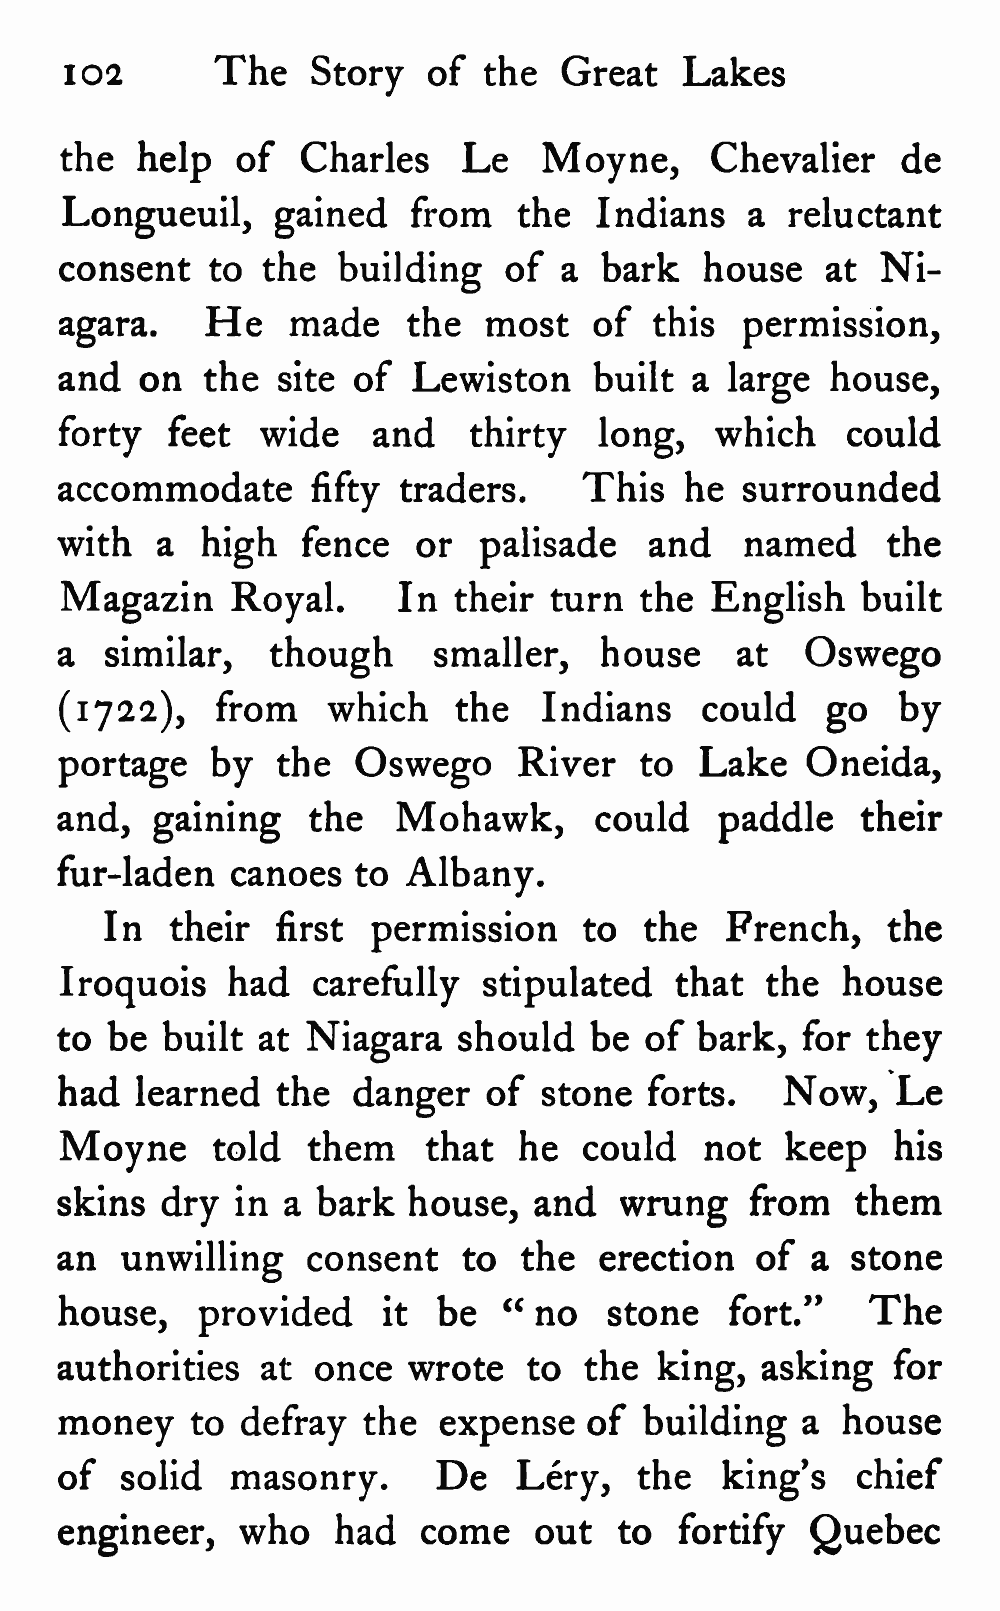 102 The Story of the Great Lakes
the help of Charles Le Moyne, Chevalier de
Longueuil, gained from the Indians a reluctant
consent to the building of a bark house at Ni-
agara. He made the most of this permission,
and on the site of Lewiston built a large house,
forty feet wide and thirty long, which could
accommodate fifty traders. This he surrounded
with a high fence or palisade and named the
Magazin Royal. In their turn the English built
a similar, though smaller, house at Oswego
(1722), from which the Indians could go by
portage by the Oswego River to Lake Oneida,
and, gaining the Mohawk, could paddle their
fur-laden canoes to Albany.
In their first permission to the French, the
Iroquois had carefully stipulated that the house
to be built at Niagara should be of bark, for they
had learned the danger of stone forts. Now, Le
Moyne told them that he could not keep his
skins dry in a bark house, and wrung from them
an unwilling consent to the erection of a stone
house, provided it be “no stone fort.” The
authorities at once wrote to the king, asking for
money to defray the expense of building a house
of solid masonry. De Léry, the king’s chief
engineer, who had come out to fortify Quebec